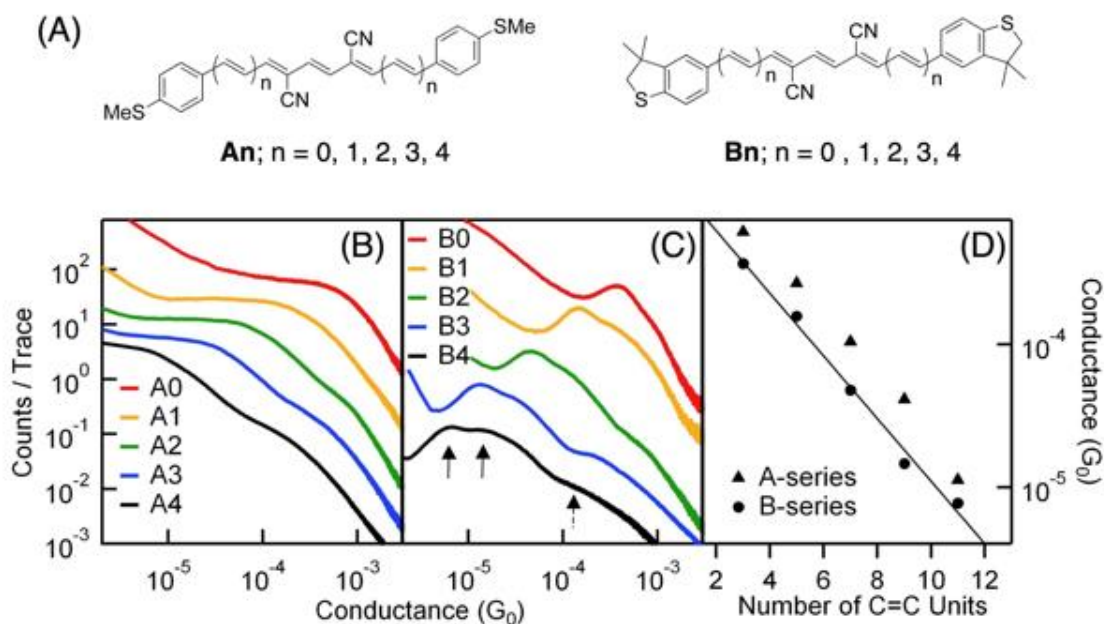 (A)
CN
SMe
n
n
CN
MeS
An; n = 0, 1, 2, 3, 4
CN
S
n
n
CN
S
Bn; n = 0 , 1, 2, 3, 4
(B)
(C)
(D)
10²
10¹
10⁰
10⁻¹
10⁻²
10⁻³
Counts / Trace
A0
A1
A2
A3
A4
B0
B1
B2
B3
B4
A-series
B-series
10⁻⁴
10⁻⁵
Conductance (G₀)
10⁻⁵
10⁻⁴
10⁻³
10⁻⁵
10⁻⁴
10⁻³
Conductance (G₀)
2
4
6
8
10
12
Number of C=C Units